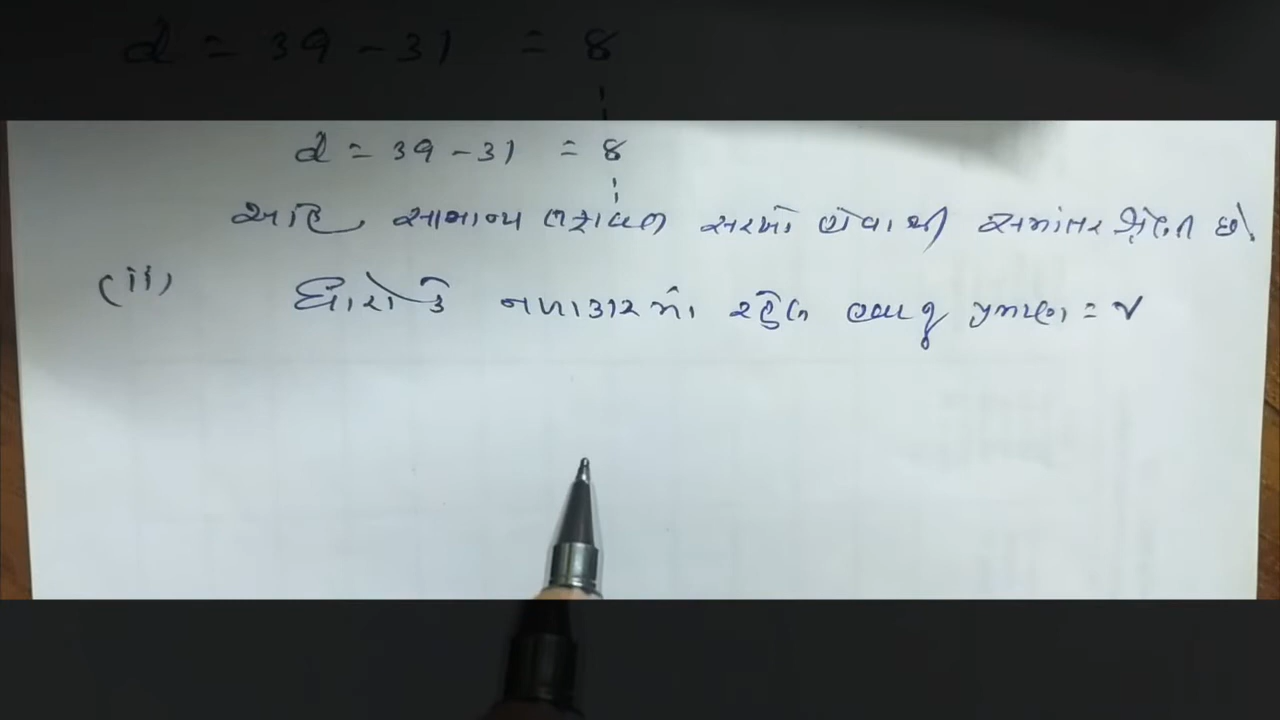 d = 39 - 31 = 8
d = 39 - 31 = 8
અહિ સામાન્ય તફાવત સરખો હોવાથી સમાંતર શ્રેણી છે.
(ii) ધારોકે નળાકારમાં રહેલ હવાનું પ્રમાણ = v